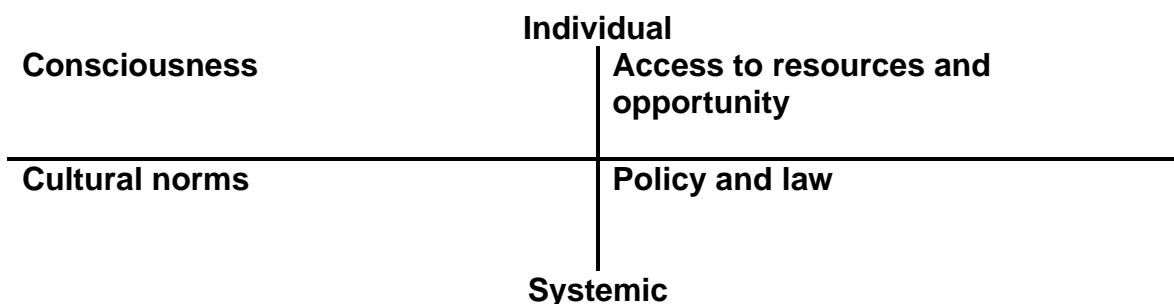 Individual
Consciousness
Access to resources and
opportunity
Cultural norms
Policy and law
Systemic